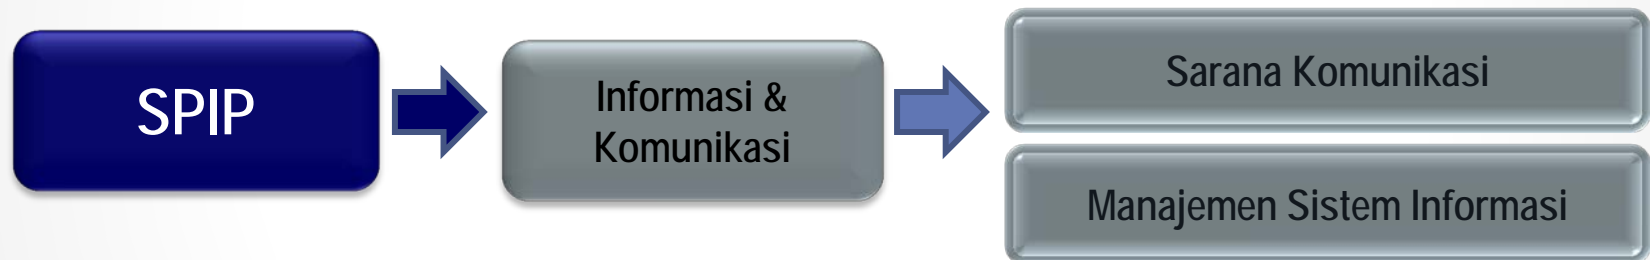 SPIP
Informasi &
Komunikasi
Sarana Komunikasi
Manajemen Sistem Informasi